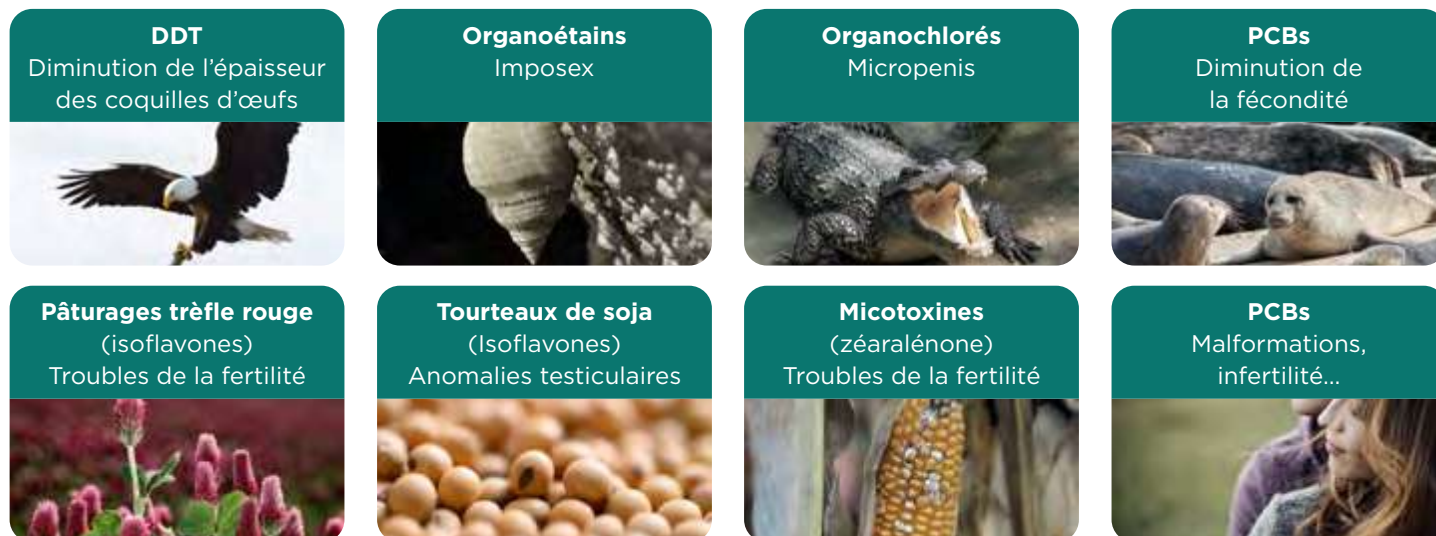 DDT
Diminution de l'épaisseur
des coquilles d'œufs
Organoétains
Imposex
Organochlorés
Micropenis
PCBs
Diminution de
la fécondité
Pâturages trèfle rouge
(isoflavones)
Troubles de la fertilité
Tourteaux de soja
(Isoflavones)
Anomalies testiculaires
Micotoxines
(zéaralénone)
Troubles de la fertilité
PCBs
Malformations,
infertilité...